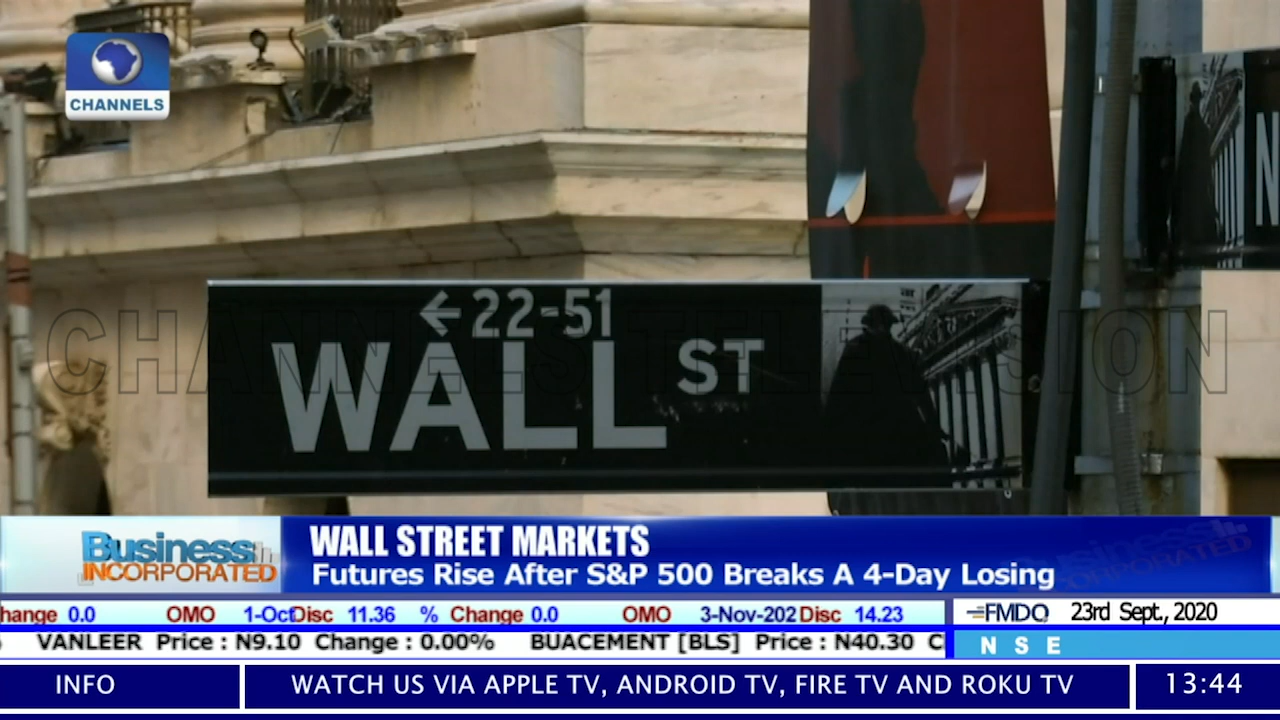 CHANNELS
N
←22-51
WALL ST
CHANNELS TELEVISION
Business
INCORPORATED
WALL STREET MARKETS
Futures Rise After S&P 500 Breaks A 4-Day Losing
hange 0.0 OMO 1-Oct Disc 11.36 % Change 0.0 OMO 3-Nov-202 Disc 14.23
FMDQ 23rd Sept., 2020
VANLEER Price : N9.10 Change : 0.00% BUACEMENT [BLS] Price : N40.30 C
NSE
INFO
WATCH US VIA APPLE TV, ANDROID TV, FIRE TV AND ROKU TV
13:44